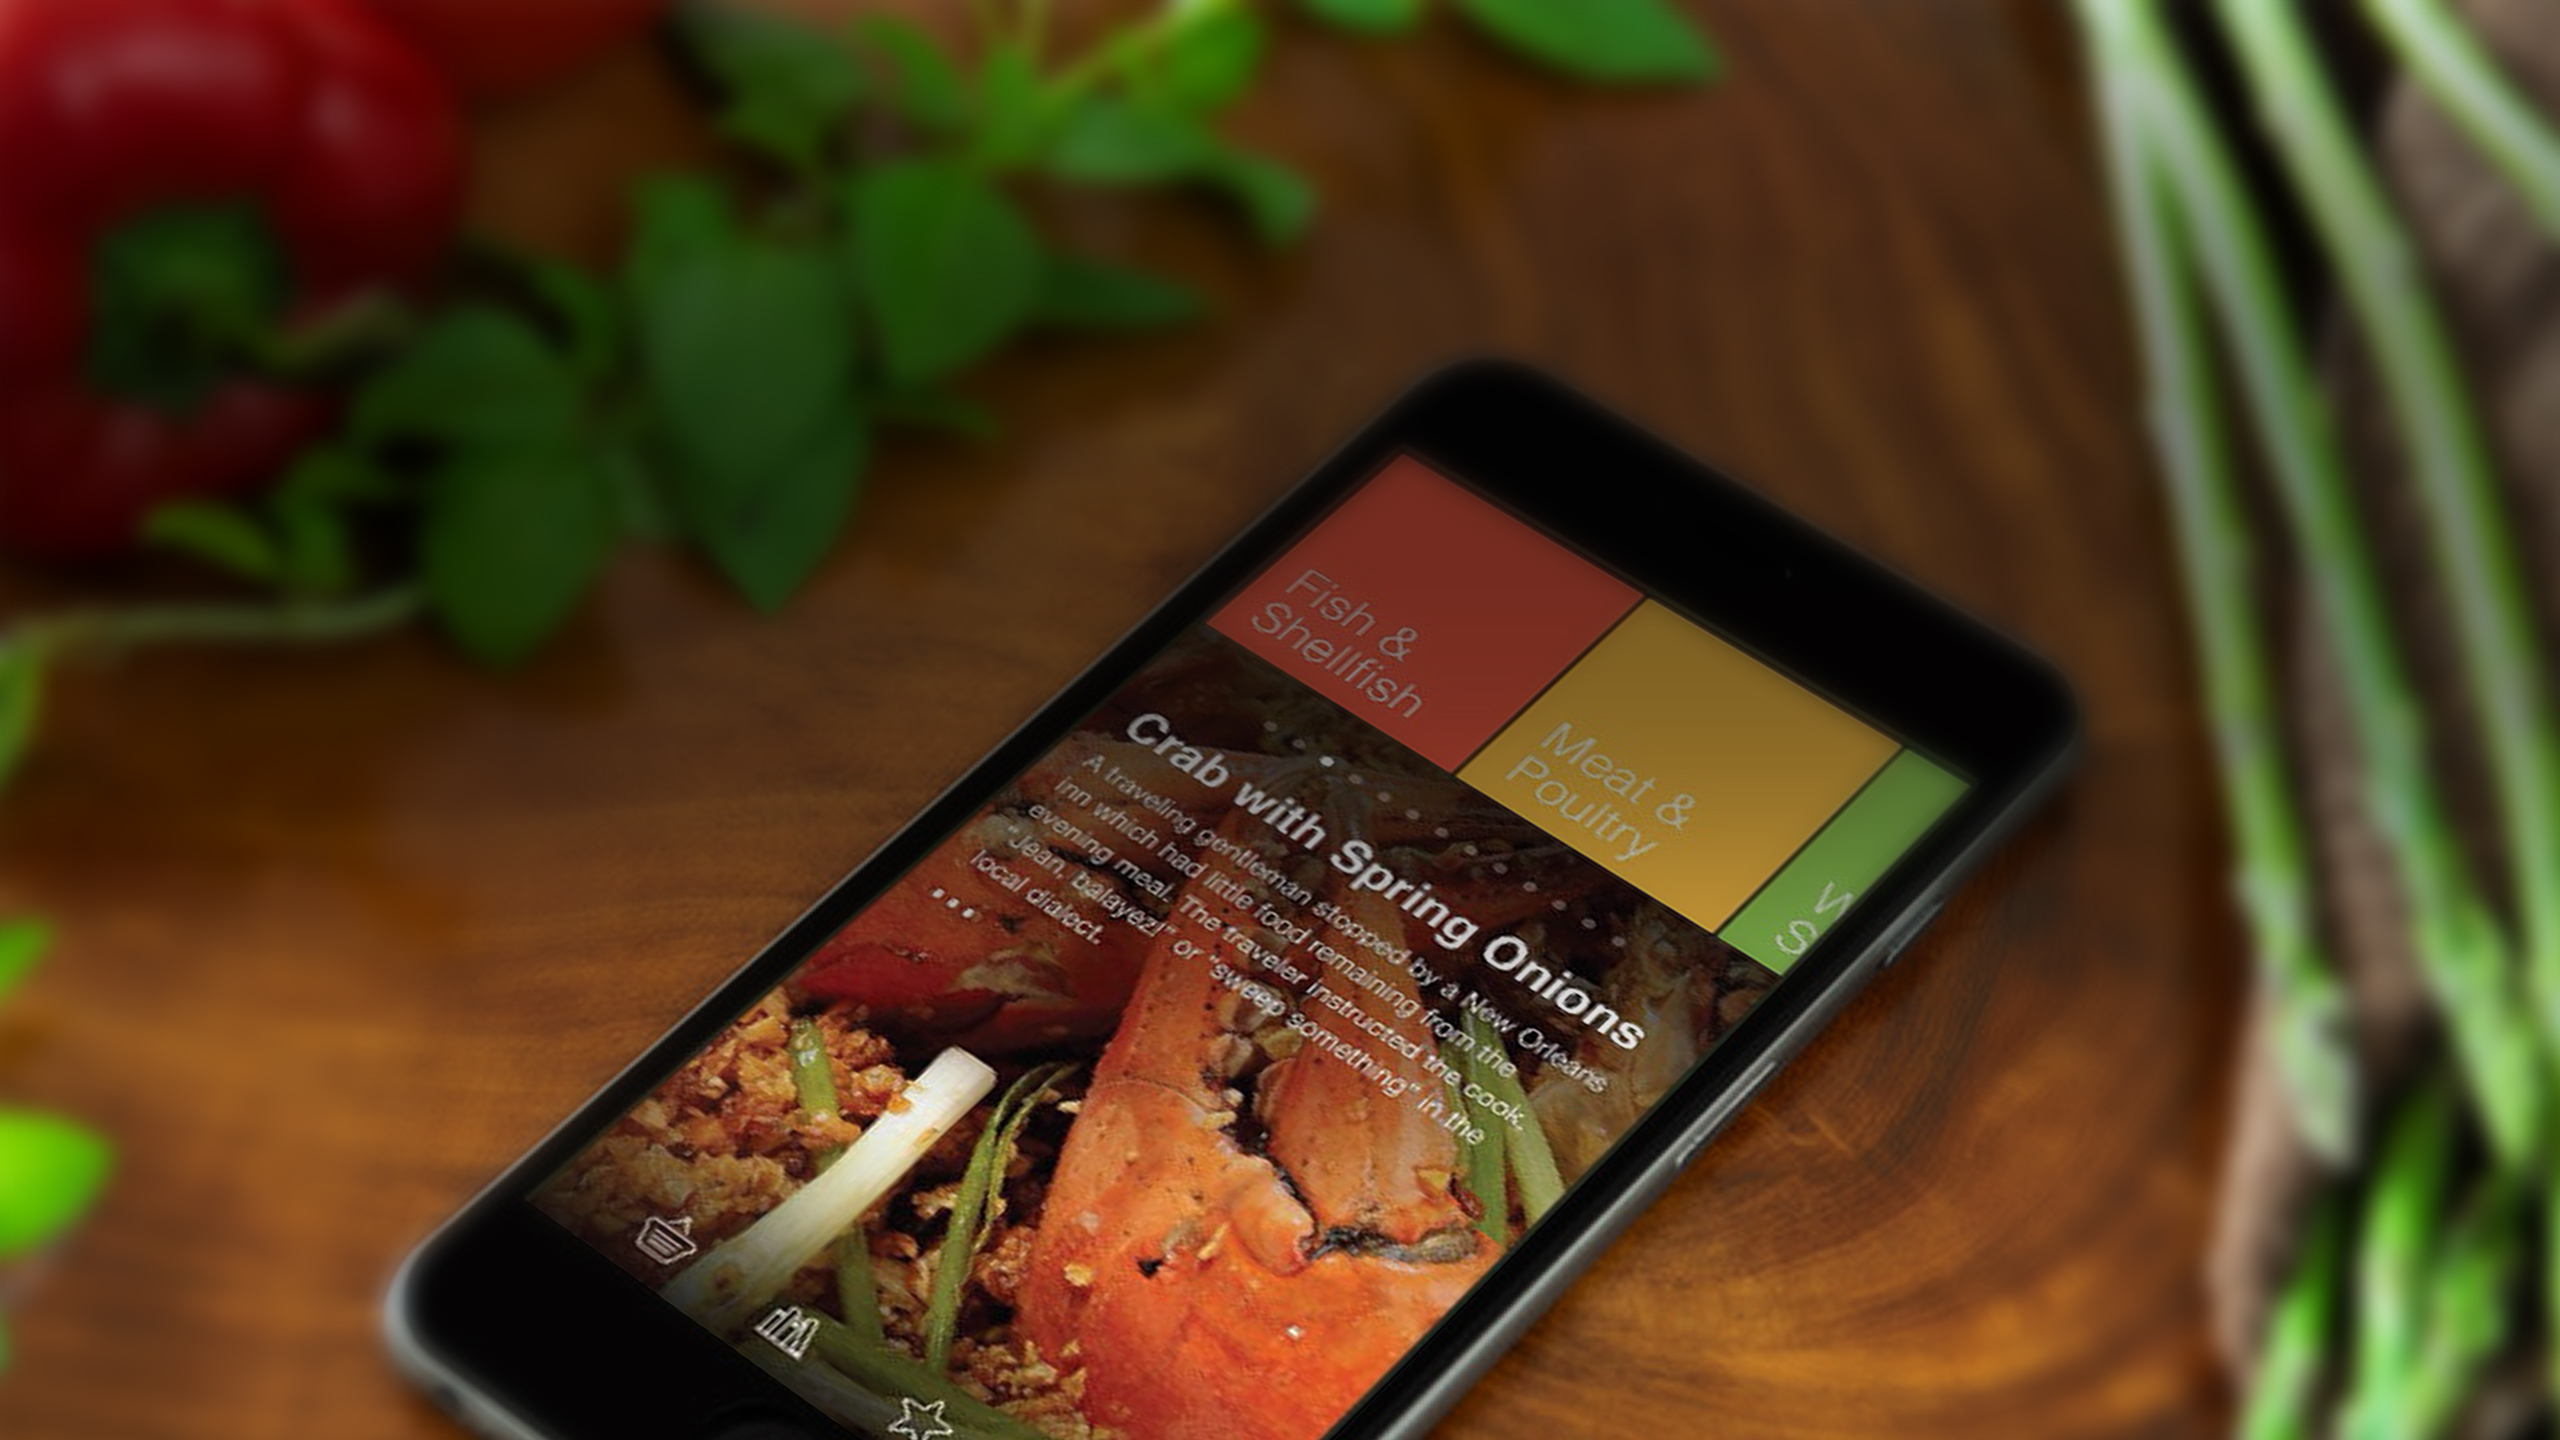 Fish &
Shellfish
Meat &
Poultry
W
S
Crab with Spring Onions
A traveling gentleman stopped by a New Orleans
inn which had little food remaining from the
evening meal. The traveler instructed the cook,
"Jean, balayez!" or "sweep something" in the
local dialect.
...